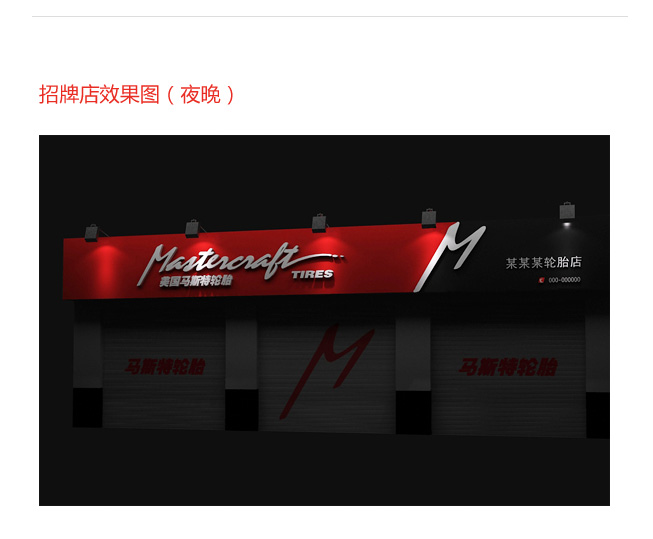 招牌店效果图（夜晚）
Mastercraft
TIRES
美国马斯特轮胎
M
某某某轮胎店
000-000000
马斯特轮胎
M
马斯特轮胎